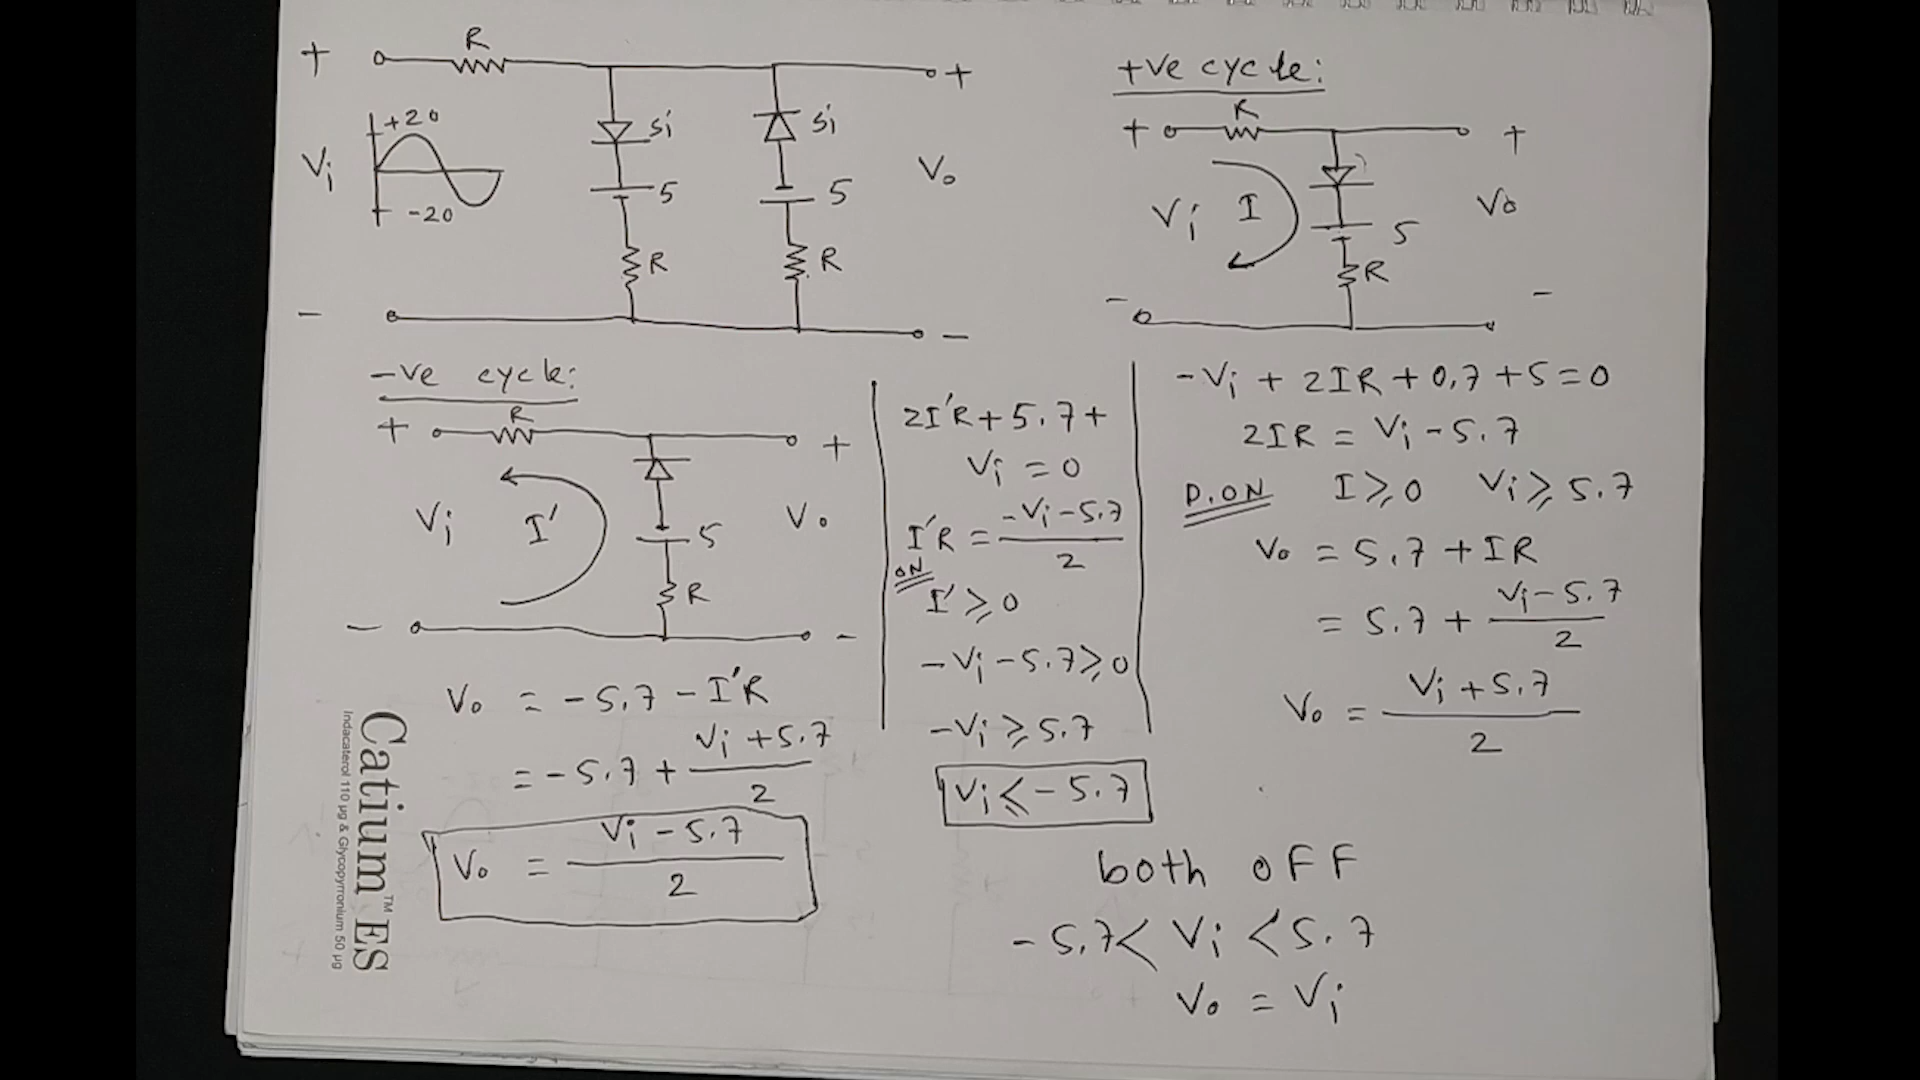 R
+
+
+20
Si
Si
Vi
5
5
Vo
-20
R
R
-
-
+ve cycle:
R
+
+
Vi
I
5
Vo
R
-
-
-Vi + 2IR + 0.7 + 5 = 0
2IR = Vi - 5.7
D.ON I ≥ 0 Vi ≥ 5.7
Vo = 5.7 + IR
= 5.7 + (Vi - 5.7)/2
Vo = (Vi + 5.7)/2
-ve cycle:
R
+
+
Vi
I'
5
Vo
R
-
-
Vo = -5.7 - I'R
= -5.7 + (Vi + 5.7)/2
Vo = (Vi - 5.7)/2
2I'R + 5.7 +
Vi = 0
I'R = (-Vi - 5.7)/2
ON
I' ≥ 0
-Vi - 5.7 ≥ 0
-Vi ≥ 5.7
Vi ≤ -5.7
both OFF
-5.7 < Vi < 5.7
Vo = Vi
Catium™ ES
Indacaterol 110 µg & Glycopyrronium 50 µg